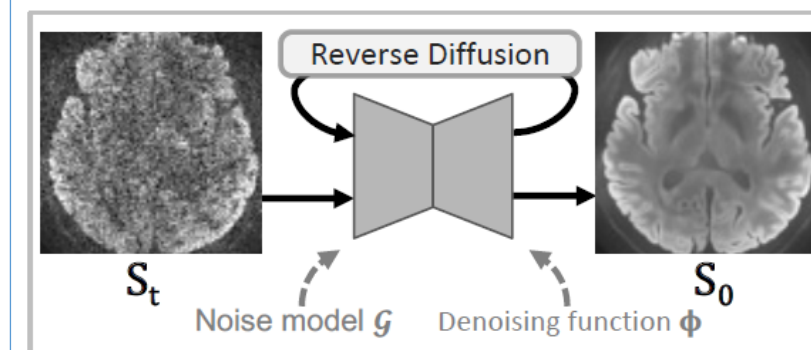 Reverse Diffusion
S_t
S_0
Noise model 𝒢
Denoising function ϕ